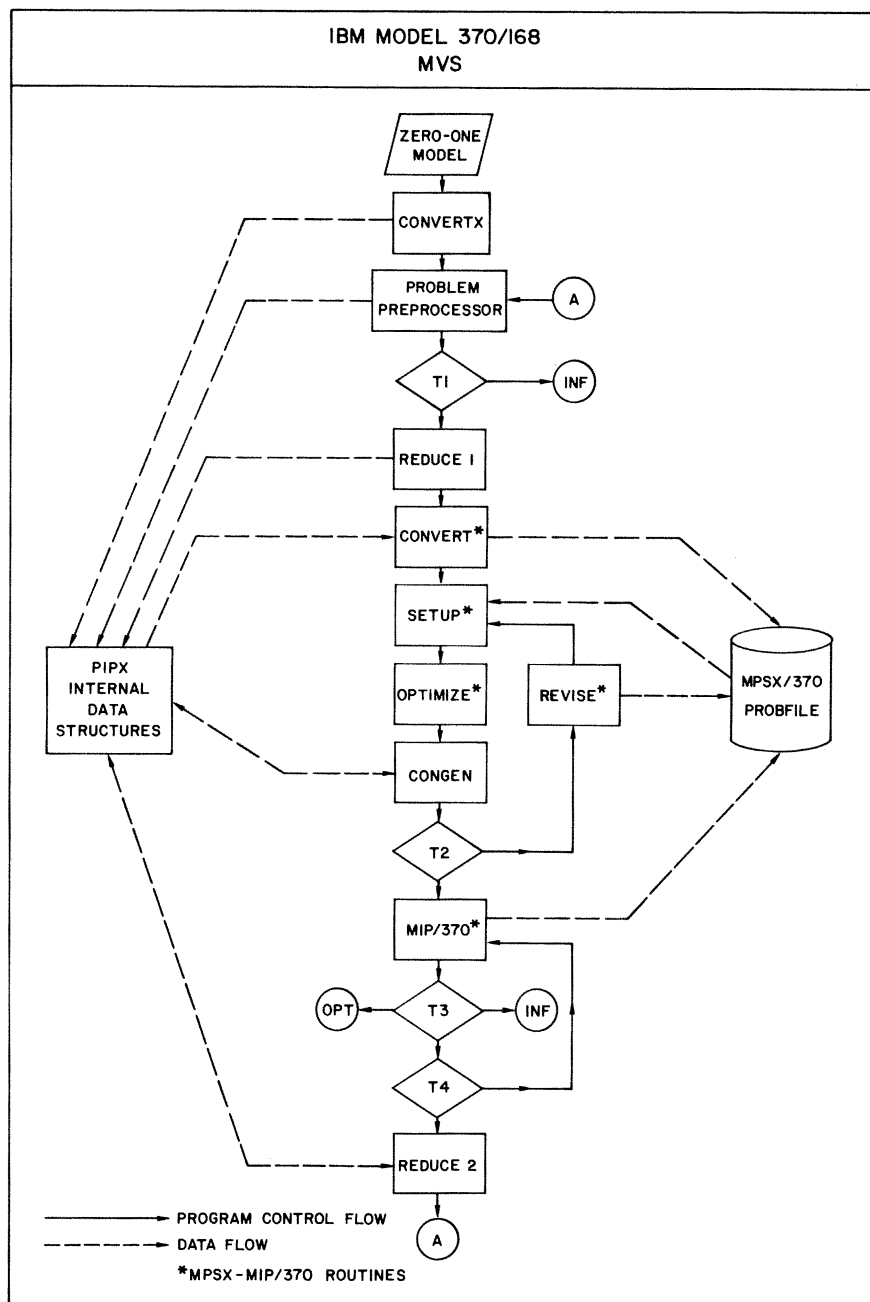 IBM MODEL 370/168
MVS
ZERO-ONE
MODEL
CONVERTX
PROBLEM
PREPROCESSOR
A
T1
INF
REDUCE 1
CONVERT*
SETUP*
PIPX
INTERNAL
DATA
STRUCTURES
OPTIMIZE*
REVISE*
MPSX/370
PROBFILE
CONGEN
T2
MIP/370*
OPT
T3
INF
T4
REDUCE 2
PROGRAM CONTROL FLOW
DATA FLOW
A
*MPSX-MIP/370 ROUTINES